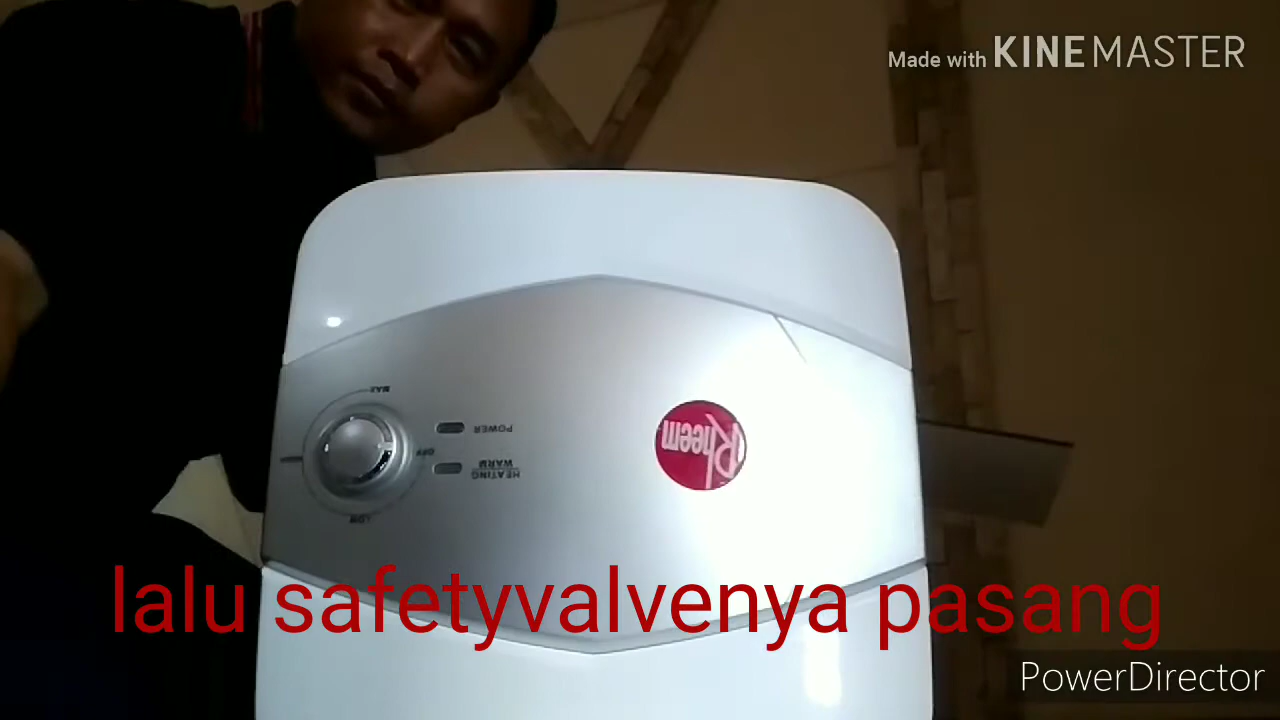 Made with KINEMASTER
MAX
POWER
OFF
HEATING
WARM
LOW
Rheem
lalu safetyvalvenya pasang
PowerDirector